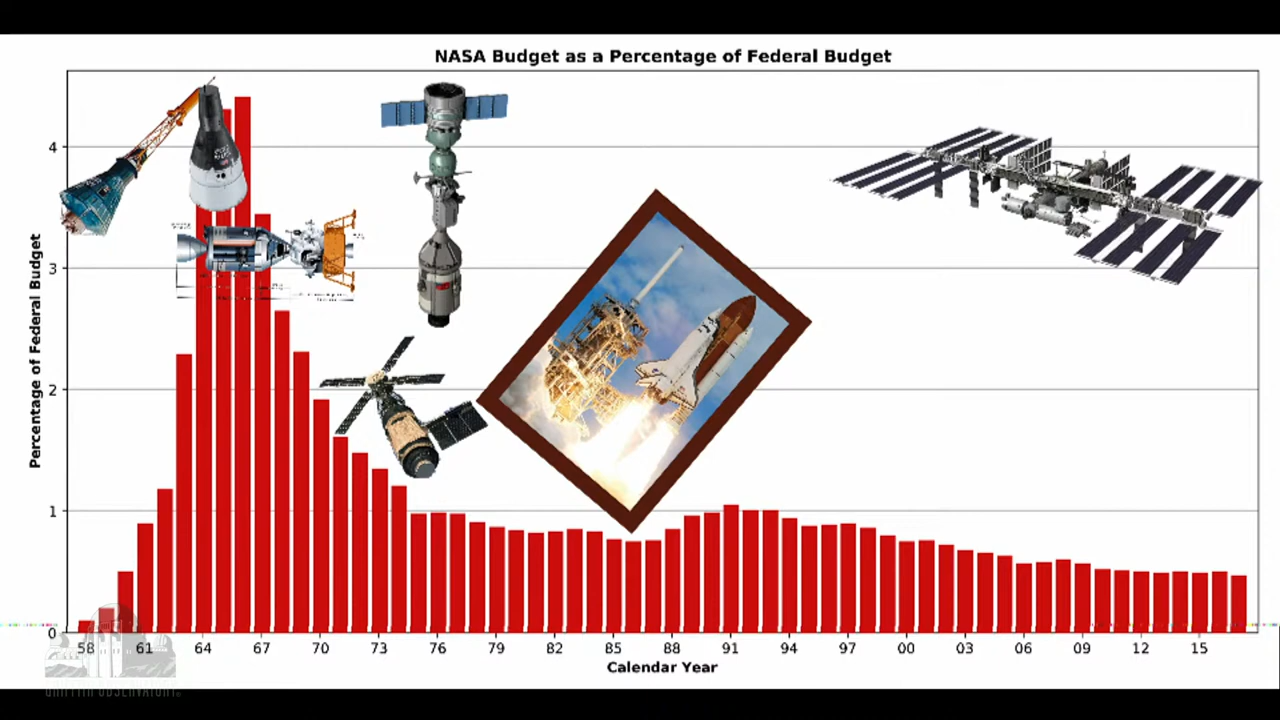 NASA Budget as a Percentage of Federal Budget
Percentage of Federal Budget
4
3
2
1
0
58 61 64 67 70 73 76 79 82 85 88 91 94 97 00 03 06 09 12 15
Calendar Year
GRIFFITH OBSERVATORY